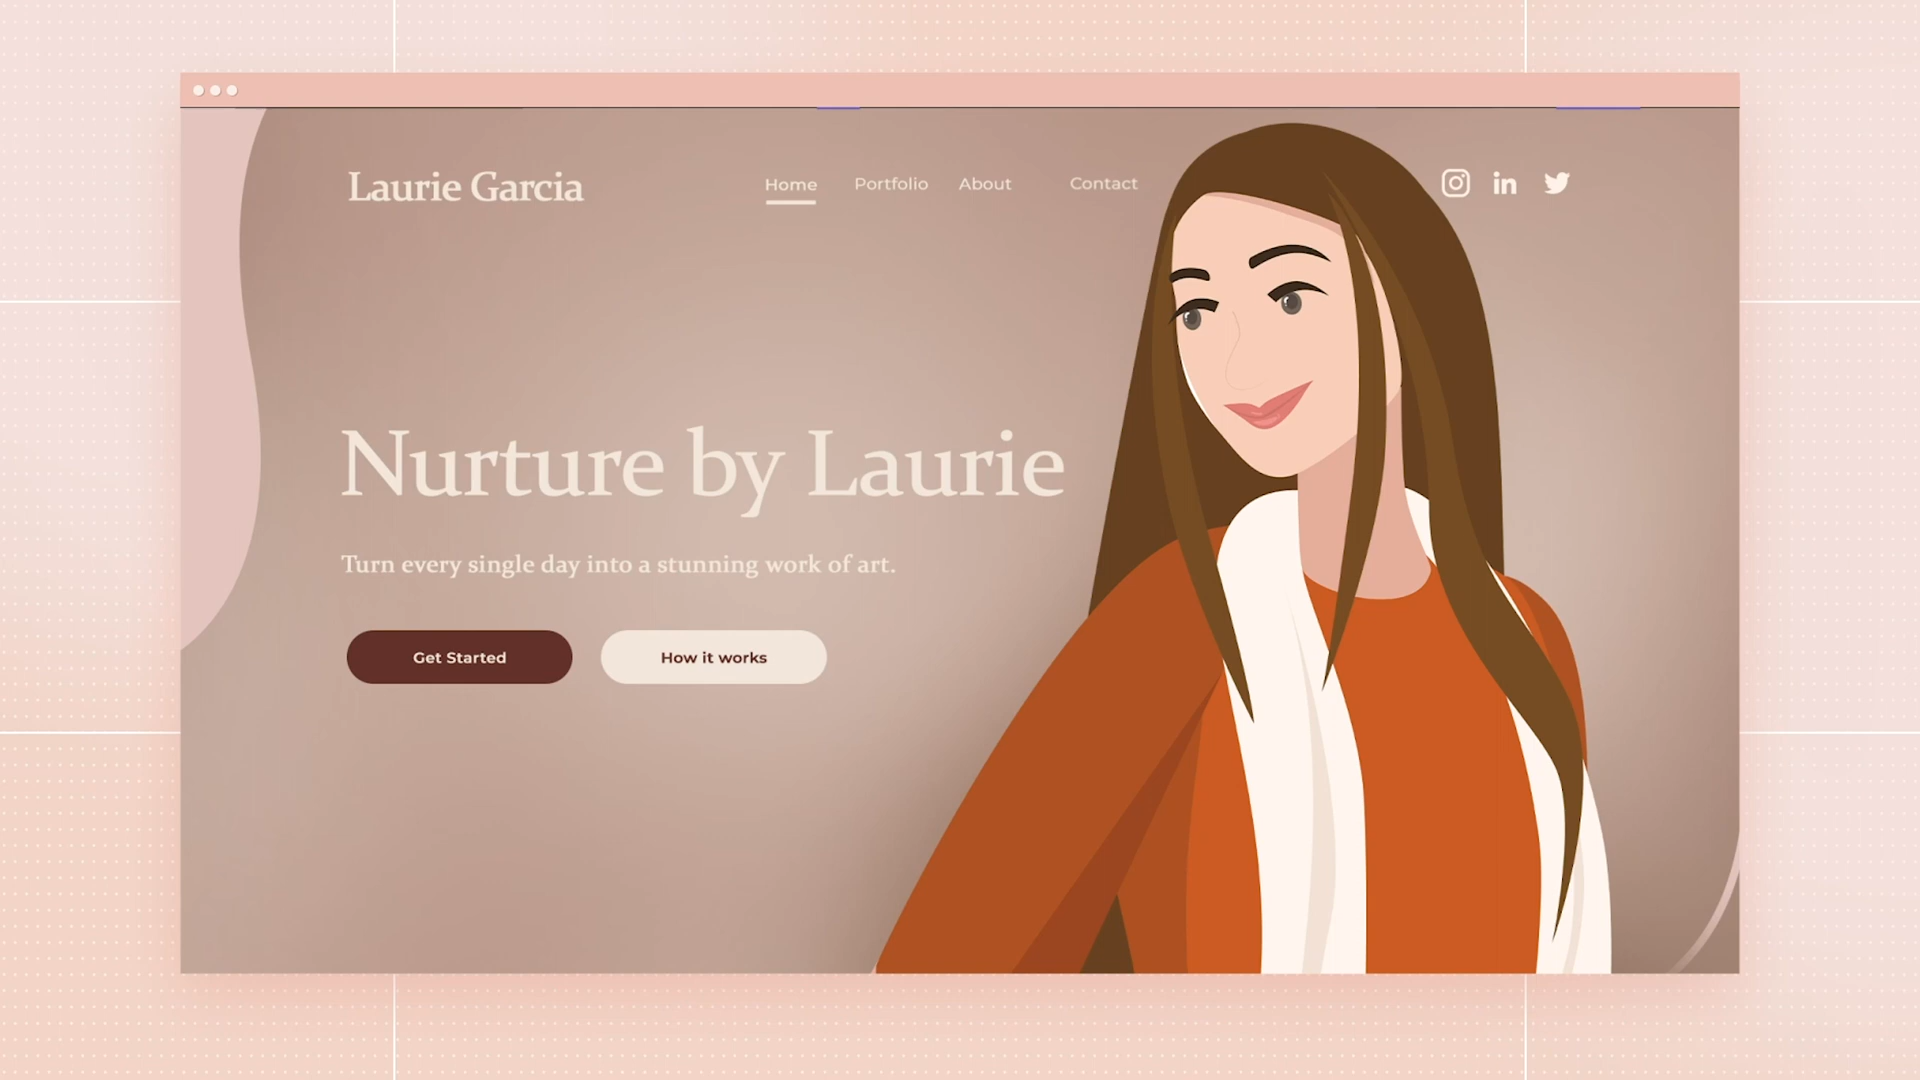 Laurie Garcia
Home Portfolio About Contact
Nurture by Laurie
Turn every single day into a stunning work of art.
Get Started How it works